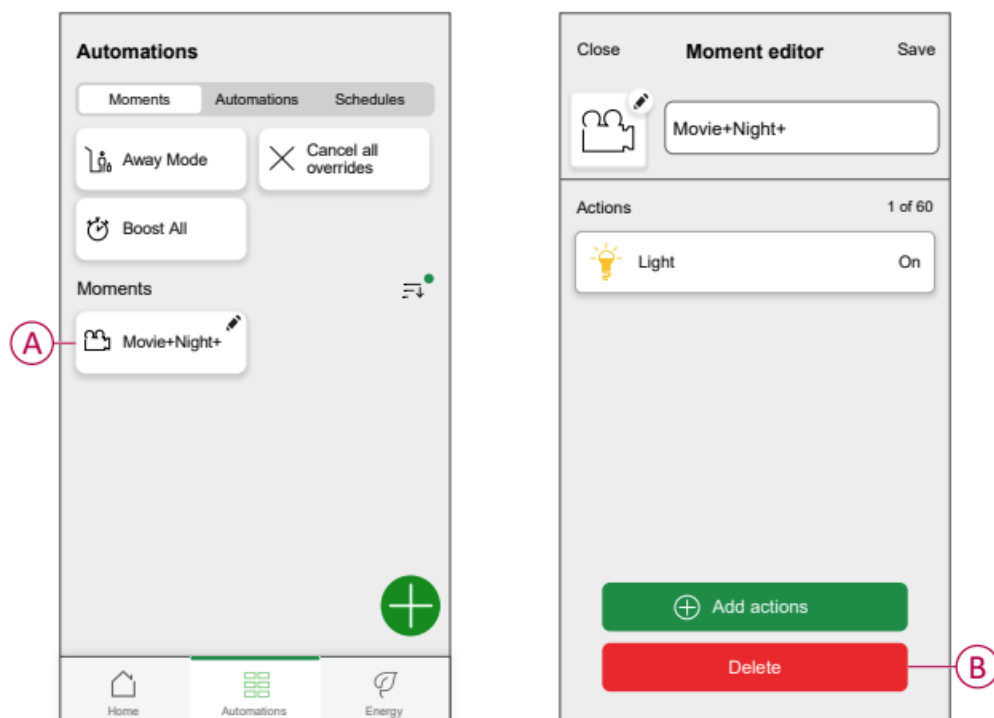 Automations
Moments Automations Schedules
Away Mode
Cancel all
overrides
Boost All
Moments
A
Movie+Night+
Home Automations Energy
Close Moment editor Save
Movie+Night+
Actions 1 of 60
Light On
Add actions
Delete
B